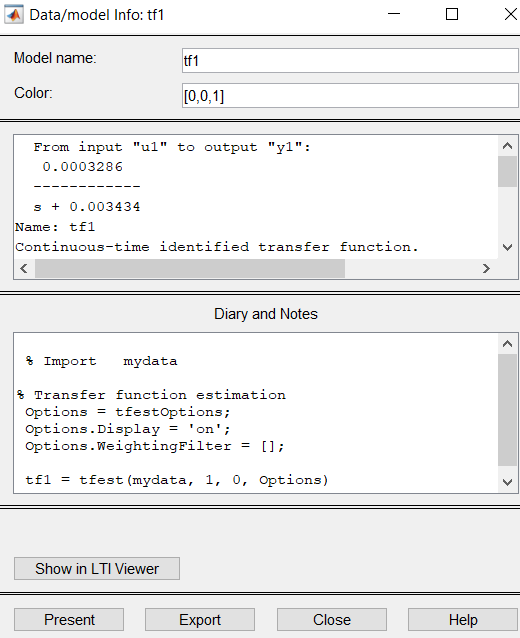 Data/model Info: tf1
Model name:
tf1
Color:
[0,0,1]
From input "u1" to output "y1":
0.0003286
------------
s + 0.003434
Name: tf1
Continuous-time identified transfer function.
Diary and Notes
% Import   mydata
% Transfer function estimation
Options = tfestOptions;
Options.Display = 'on';
Options.WeightingFilter = [];
tf1 = tfest(mydata, 1, 0, Options)
Show in LTI Viewer
Present
Export
Close
Help